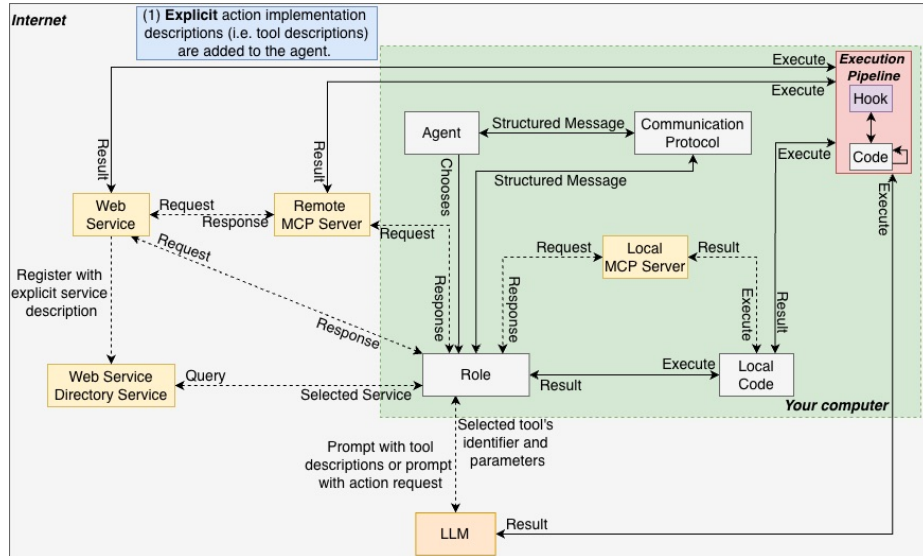 Internet
(1) Explicit action implementation
descriptions (i.e. tool descriptions)
are added to the agent.
Execute
Execution
Pipeline
Execute
Hook
Agent
Structured Message
Communication
Protocol
Execute
Code
Result
Result
Chooses
Structured Message
Execute
Web
Service
Request
Response
Remote
MCP Server
Request
Request
Local
MCP Server
Result
Request
Register with
explicit service
description
Response
Response
Response
Execute
Result
Web Service
Directory Service
Query
Selected Service
Role
Execute
Result
Local
Code
Your computer
Selected tool's
identifier and
parameters
Prompt with tool
descriptions or prompt
with action request
LLM
Result